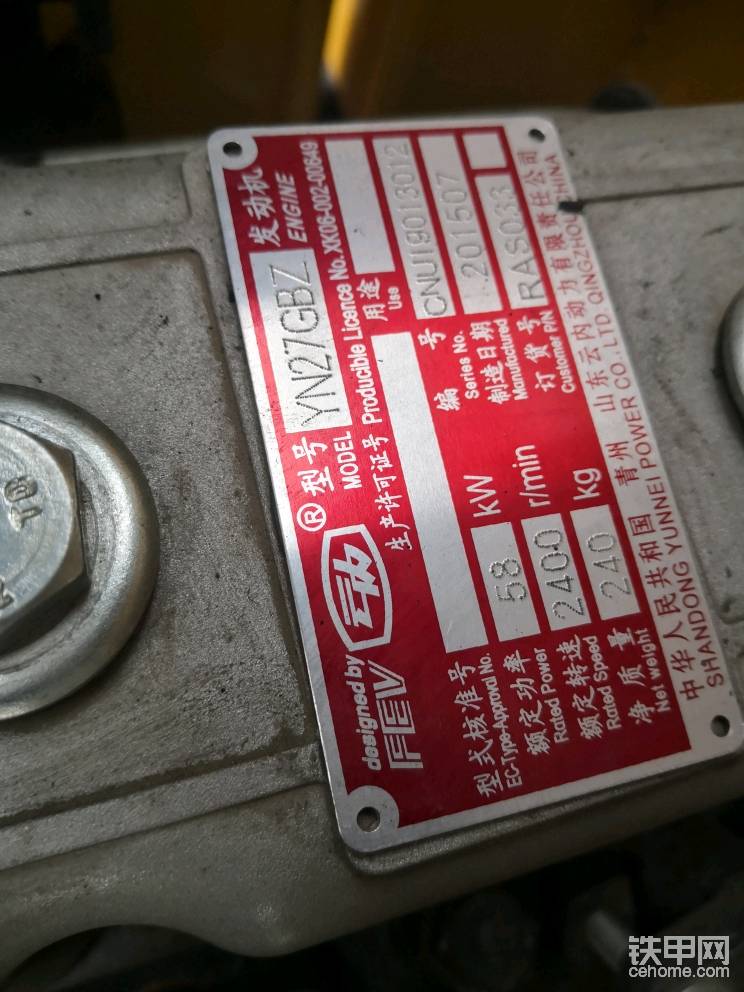 designed by
FEV
云内
®
型号
MODEL
YN27GBZ
发动机
ENGINE
生产许可证号 Producible Licence No. XK06-002-00649
型式核准号
EC-Type-Approval No.
用途
Use
额定功率
Rated Power
58
kW
编 号
Series No.
CNU19013012
额定转速
Rated Speed
2400
r/min
制造日期
Manufactured
201507
净质量
Net weight
240
kg
订货号
Customer P/N
RAS033
中华人民共和国 青州 山东云内动力有限责任公司
SHANDONG YUNNEI POWER CO.,LTD. QINGZHOU, CHINA
10
铁甲网
cehome.com